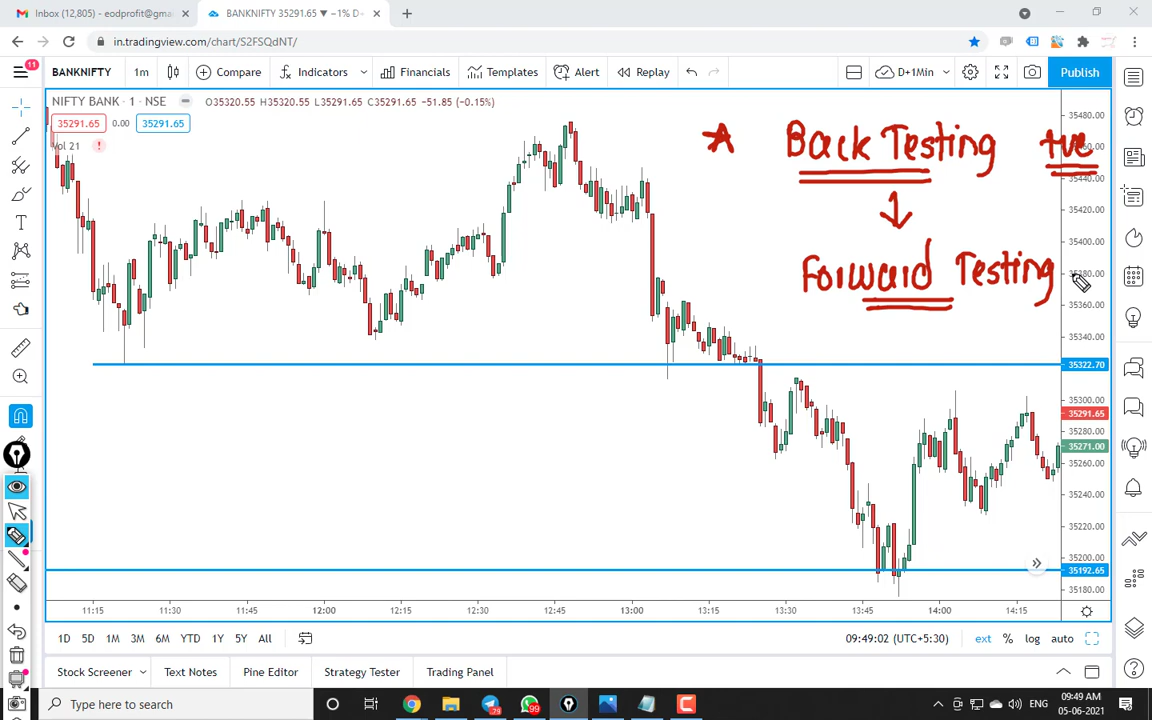 Inbox (12,805) - eodprofit@gma
BANKNIFTY 35291.65 ▼ −1% D
in.tradingview.com/chart/S2FSQdNT/
11
BANKNIFTY 1m Compare Indicators Financials Templates Alert Replay D+1Min Publish
NIFTY BANK · 1 · NSE O35320.55 H35320.55 L35291.65 C35291.65 −51.85 (−0.15%)
35291.65 0.00 35291.65
Vol 21
* Back Testing +ve
Forward Testing
35480.00
35460.00
35440.00
35420.00
35400.00
35380.00
35360.00
35340.00
35322.70
35300.00
35291.65
35280.00
35271.00
35260.00
35240.00
35220.00
35200.00
35192.65
35180.00
11:15 11:30 11:45 12:00 12:15 12:30 12:45 13:00 13:15 13:30 13:45 14:00 14:15
1D 5D 1M 3M 6M YTD 1Y 5Y All 09:49:02 (UTC+5:30) ext % log auto
Stock Screener Text Notes Pine Editor Strategy Tester Trading Panel
Type here to search
99
ENG
09:49 AM
05-06-2021